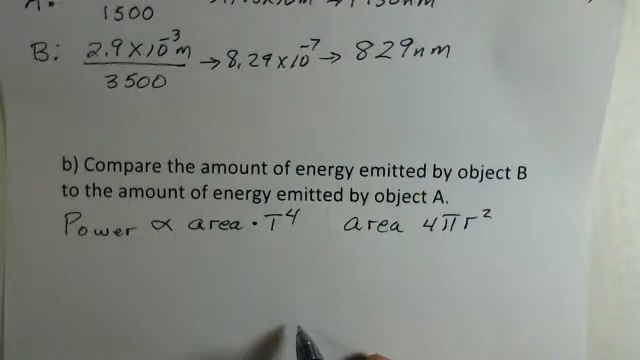 1500
B: 2.9 x 10⁻³ m → 8.29 x 10⁻⁷ → 829nm
3500
b) Compare the amount of energy emitted by object B
to the amount of energy emitted by object A.
Power ∝ area · T⁴ area 4πr²